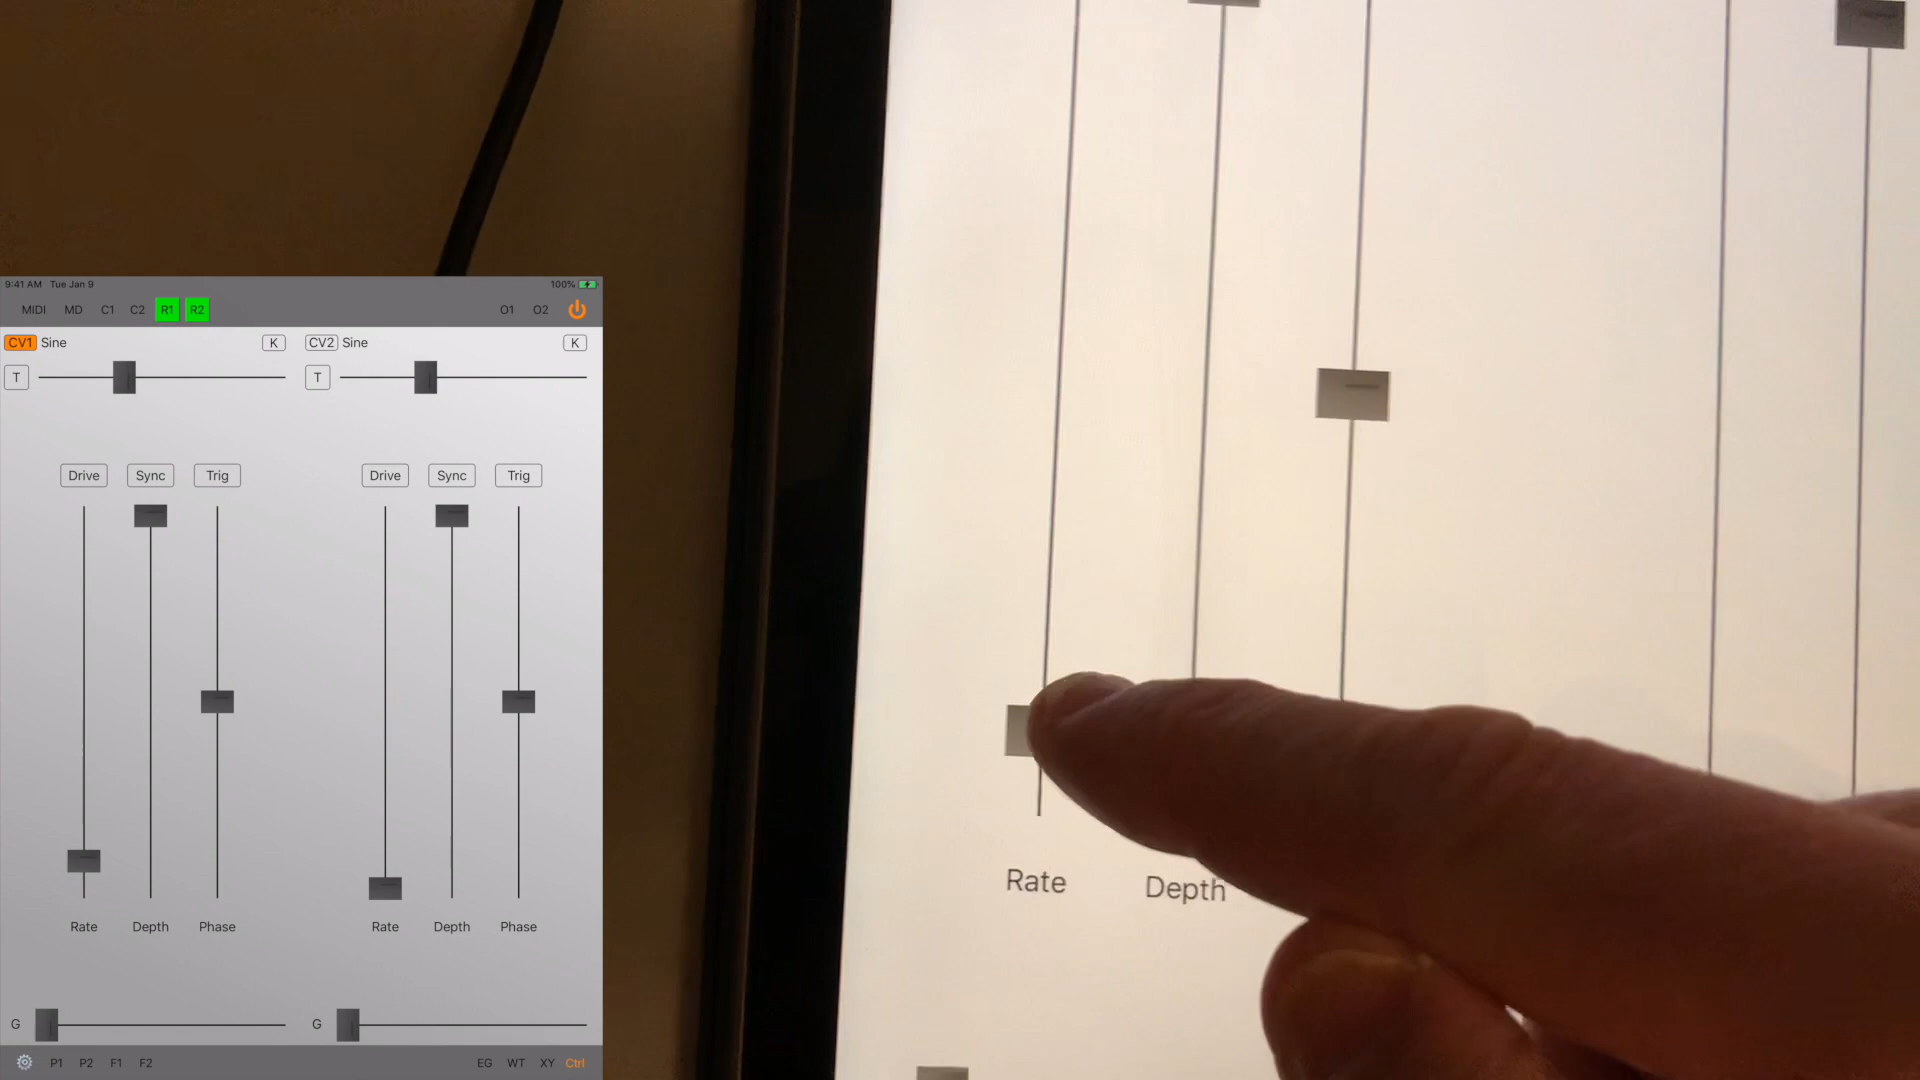 9:41 AM Tue Jan 9 100%
MIDI MD C1 C2 R1 R2 O1 O2
CV1 Sine K CV2 Sine K
T T
Drive Sync Trig Drive Sync Trig
Rate Depth Phase Rate Depth Phase
G G
P1 P2 F1 F2 EG WT XY Ctrl
Rate Depth